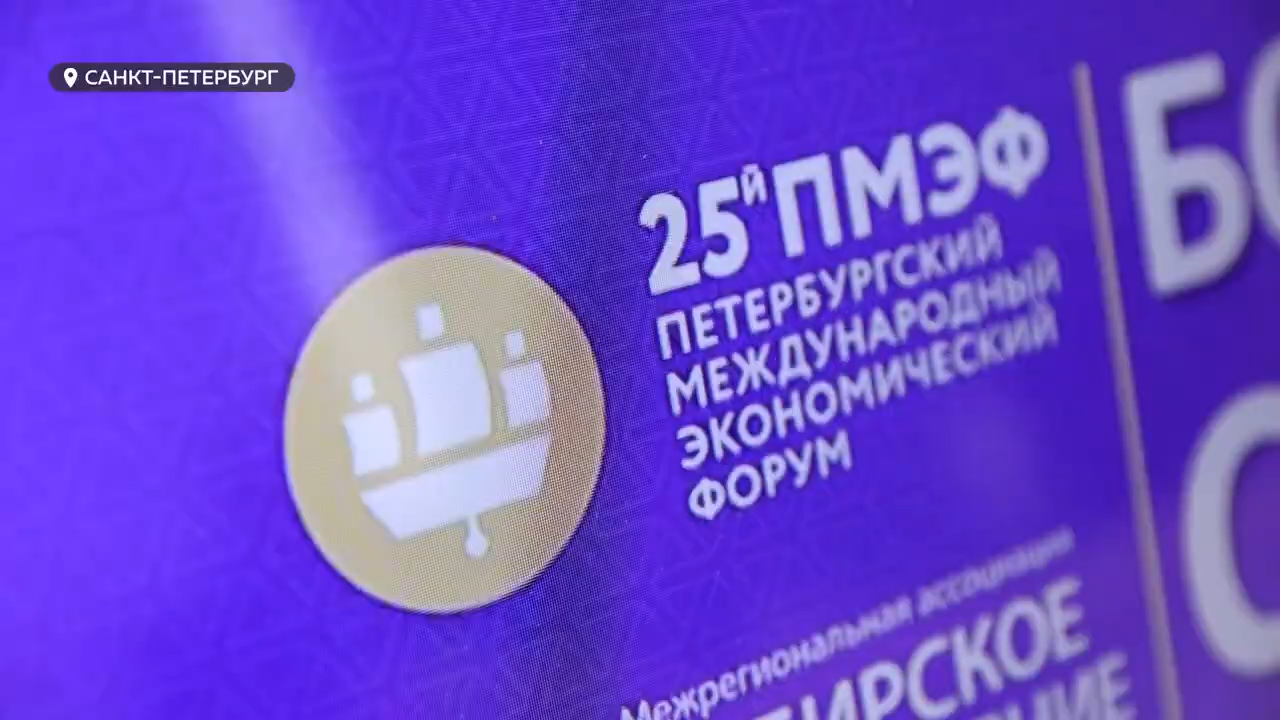 САНКТ-ПЕТЕРБУРГ
25й ПМЭФ
ПЕТЕРБУРГСКИЙ
МЕЖДУНАРОДНЫЙ
ЭКОНОМИЧЕСКИЙ
ФОРУМ
Межрегиональная ассоциация